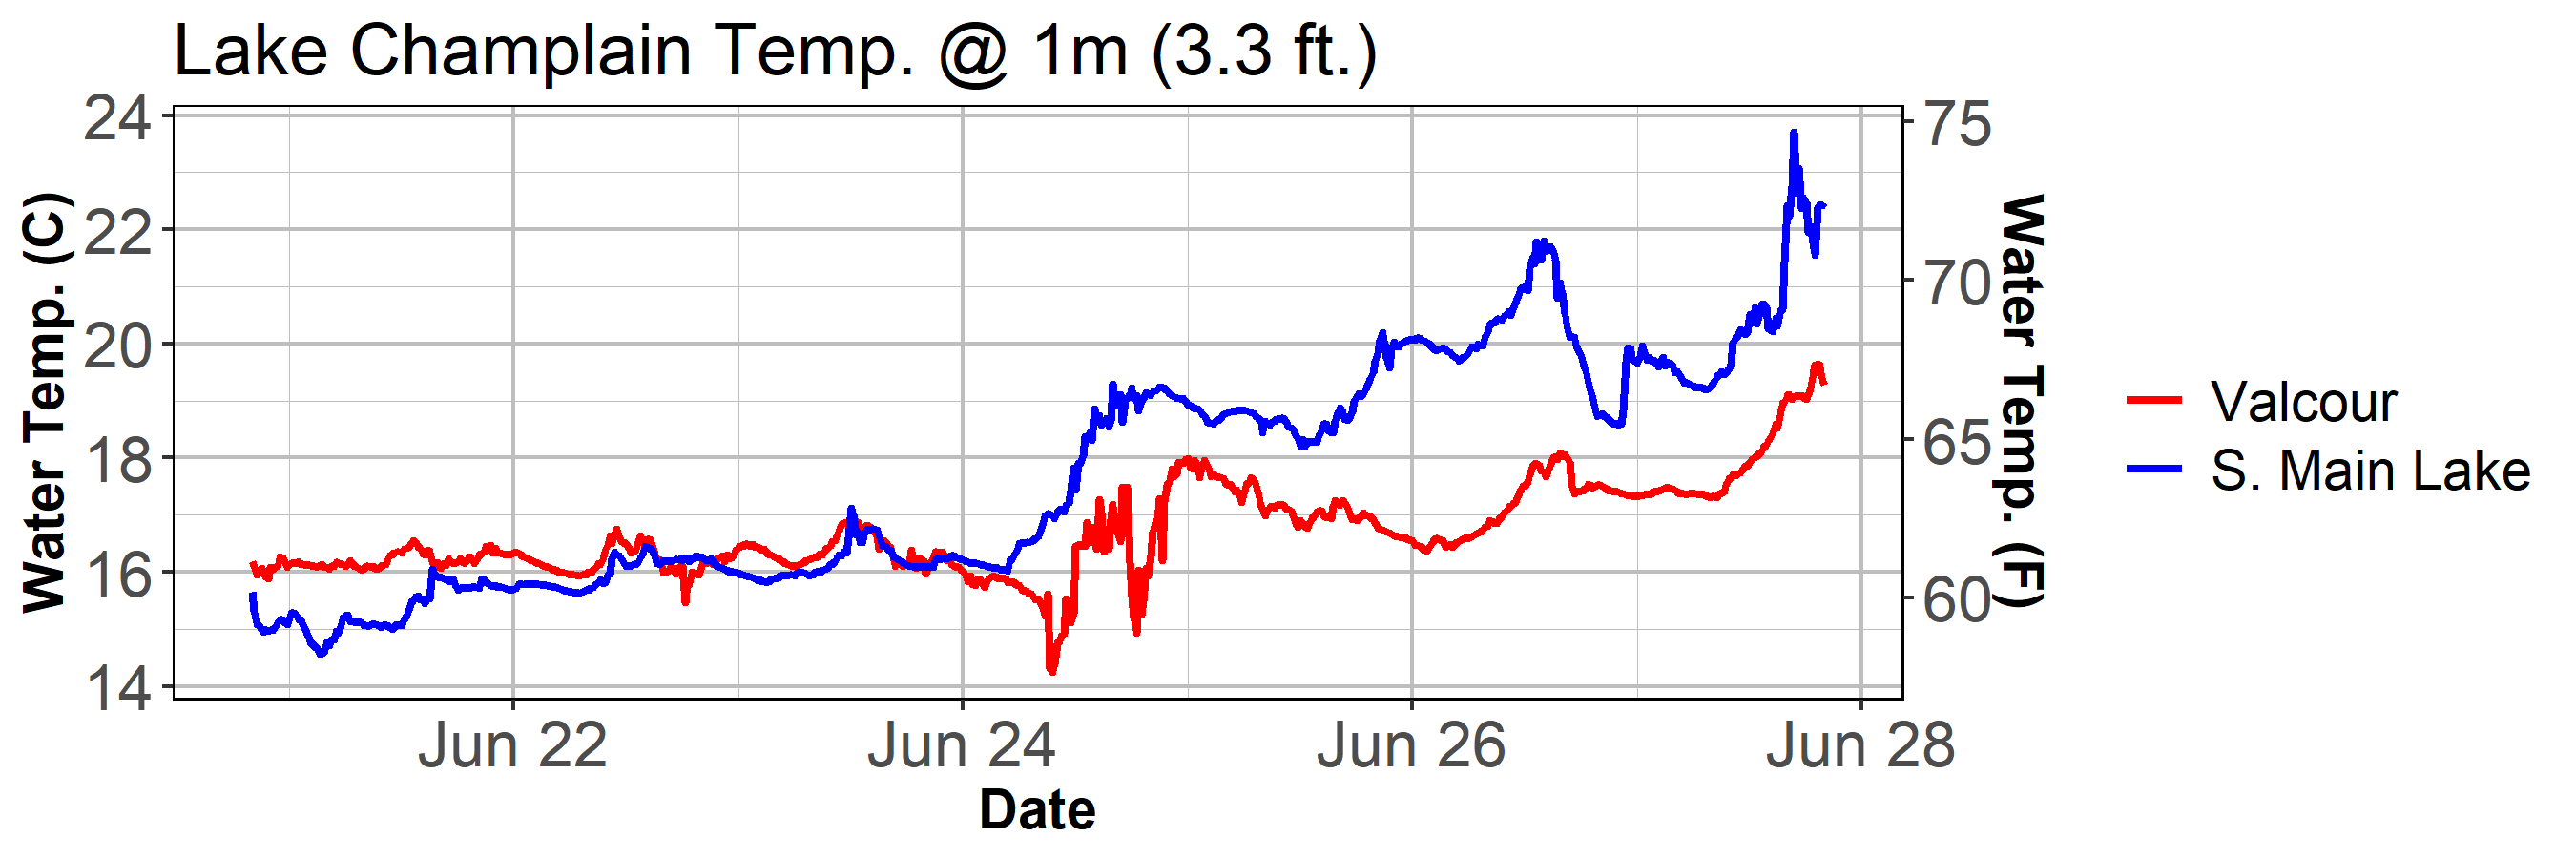 Lake Champlain Temp. @ 1m (3.3 ft.)
Water Temp. (C)
24
22
20
18
16
14
75
70
65
60
Water Temp. (F)
Jun 22
Jun 24
Jun 26
Jun 28
Date
Valcour
S. Main Lake